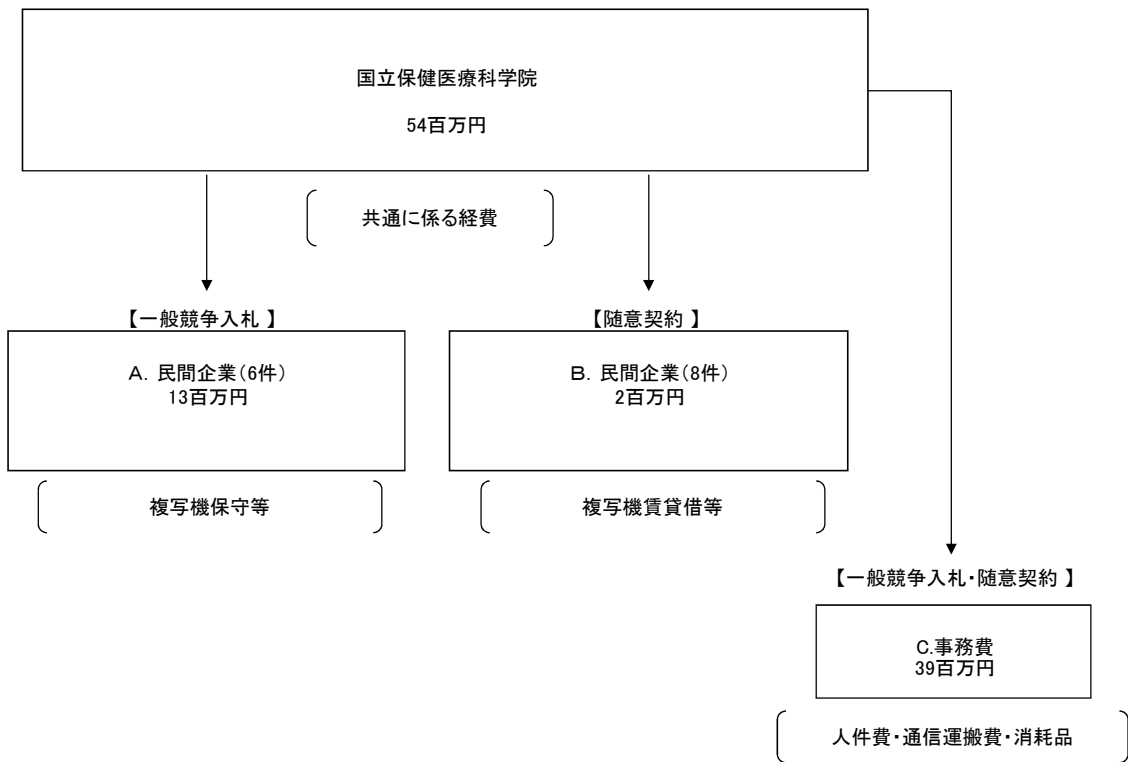 国立保健医療科学院
54百万円
共通に係る経費
【一般競争入札 】
【随意契約 】
A. 民間企業(6件)
13百万円
B. 民間企業(8件)
2百万円
複写機保守等
複写機賃貸借等
【一般競争入札・随意契約 】
C.事務費
39百万円
人件費・通信運搬費・消耗品